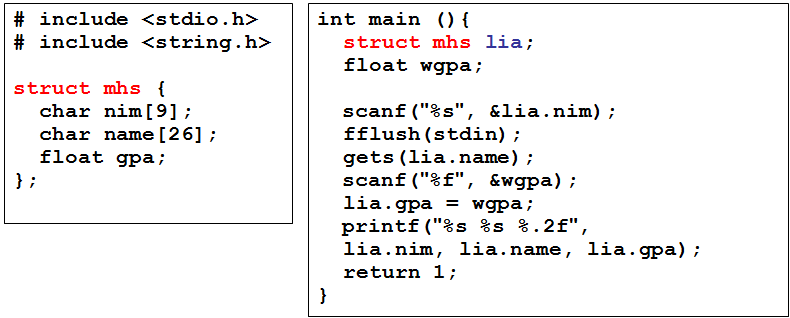 # include <stdio.h>
# include <string.h>
struct mhs {
char nim[9];
char name[26];
float gpa;
};
int main (){
struct mhs lia;
float wgpa;
scanf("%s", &lia.nim);
fflush(stdin);
gets(lia.name);
scanf("%f", &wgpa);
lia.gpa = wgpa;
printf("%s %s %.2f",
lia.nim, lia.name, lia.gpa);
return 1;
}